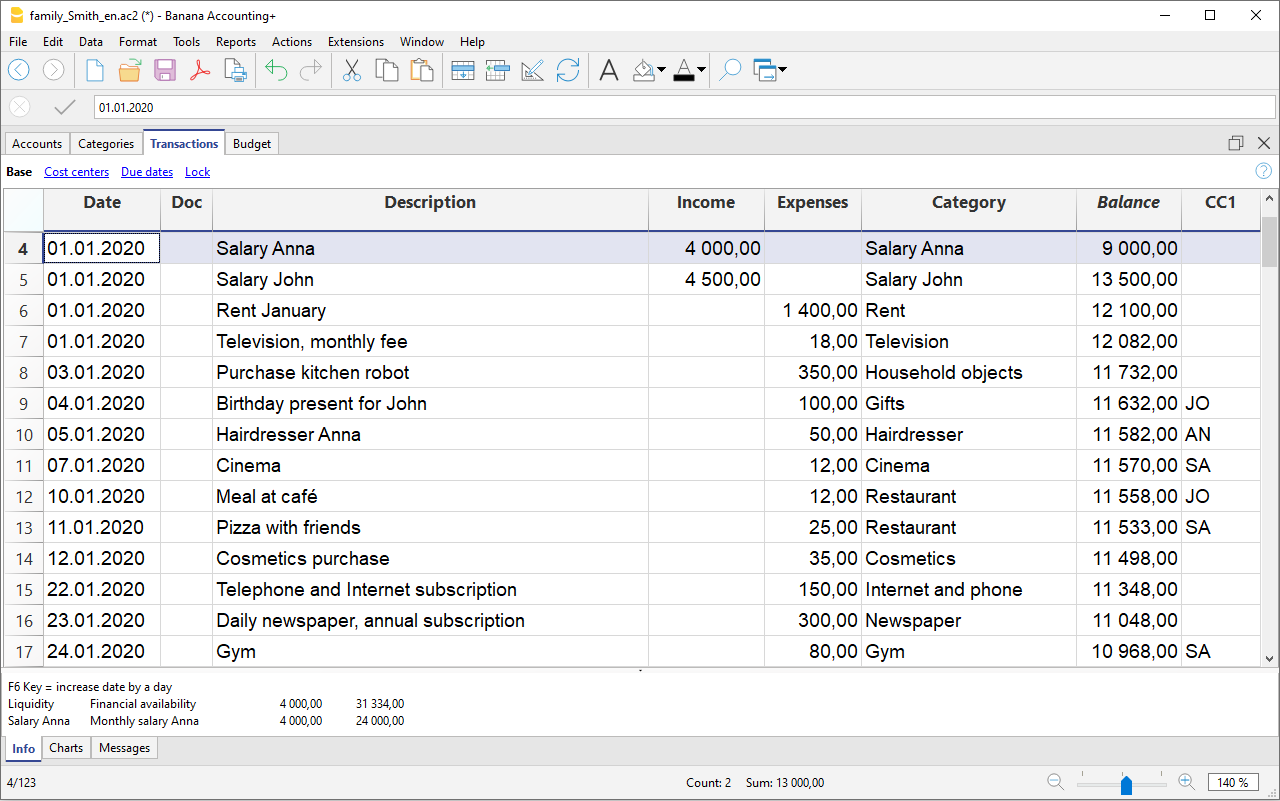 family_Smith_en.ac2 (*) - Banana Accounting+
File Edit Data Format Tools Reports Actions Extensions Window Help
01.01.2020
Accounts Categories Transactions Budget
Base Cost centers Due dates Lock
Date Doc Description Income Expenses Category Balance CC1
4 01.01.2020 Salary Anna 4 000,00 Salary Anna 9 000,00
5 01.01.2020 Salary John 4 500,00 Salary John 13 500,00
6 01.01.2020 Rent January 1 400,00 Rent 12 100,00
7 01.01.2020 Television, monthly fee 18,00 Television 12 082,00
8 03.01.2020 Purchase kitchen robot 350,00 Household objects 11 732,00
9 04.01.2020 Birthday present for John 100,00 Gifts 11 632,00 JO
10 05.01.2020 Hairdresser Anna 50,00 Hairdresser 11 582,00 AN
11 07.01.2020 Cinema 12,00 Cinema 11 570,00 SA
12 10.01.2020 Meal at café 12,00 Restaurant 11 558,00 JO
13 11.01.2020 Pizza with friends 25,00 Restaurant 11 533,00 SA
14 12.01.2020 Cosmetics purchase 35,00 Cosmetics 11 498,00
15 22.01.2020 Telephone and Internet subscription 150,00 Internet and phone 11 348,00
16 23.01.2020 Daily newspaper, annual subscription 300,00 Newspaper 11 048,00
17 24.01.2020 Gym 80,00 Gym 10 968,00 SA
F6 Key = increase date by a day
Liquidity Financial availability 4 000,00 31 334,00
Salary Anna Monthly salary Anna 4 000,00 24 000,00
Info Charts Messages
4/123 Count: 2 Sum: 13 000,00 140 %